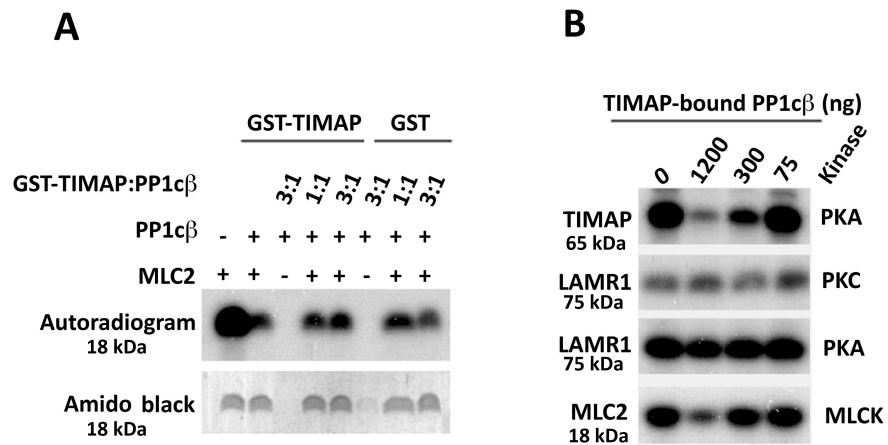 A
GST-TIMAP GST
GST-TIMAP:PP1cβ 3:1 1:1 3:1 3:1 1:1 3:1
PP1cβ - + + + + + + +
MLC2 + + - + + - + +
Autoradiogram
18 kDa
Amido black
18 kDa
B
TIMAP-bound PP1cβ (ng)
0 1200 300 75 Kinase
TIMAP PKA
65 kDa
LAMR1 PKC
75 kDa
LAMR1 PKA
75 kDa
MLC2 MLCK
18 kDa